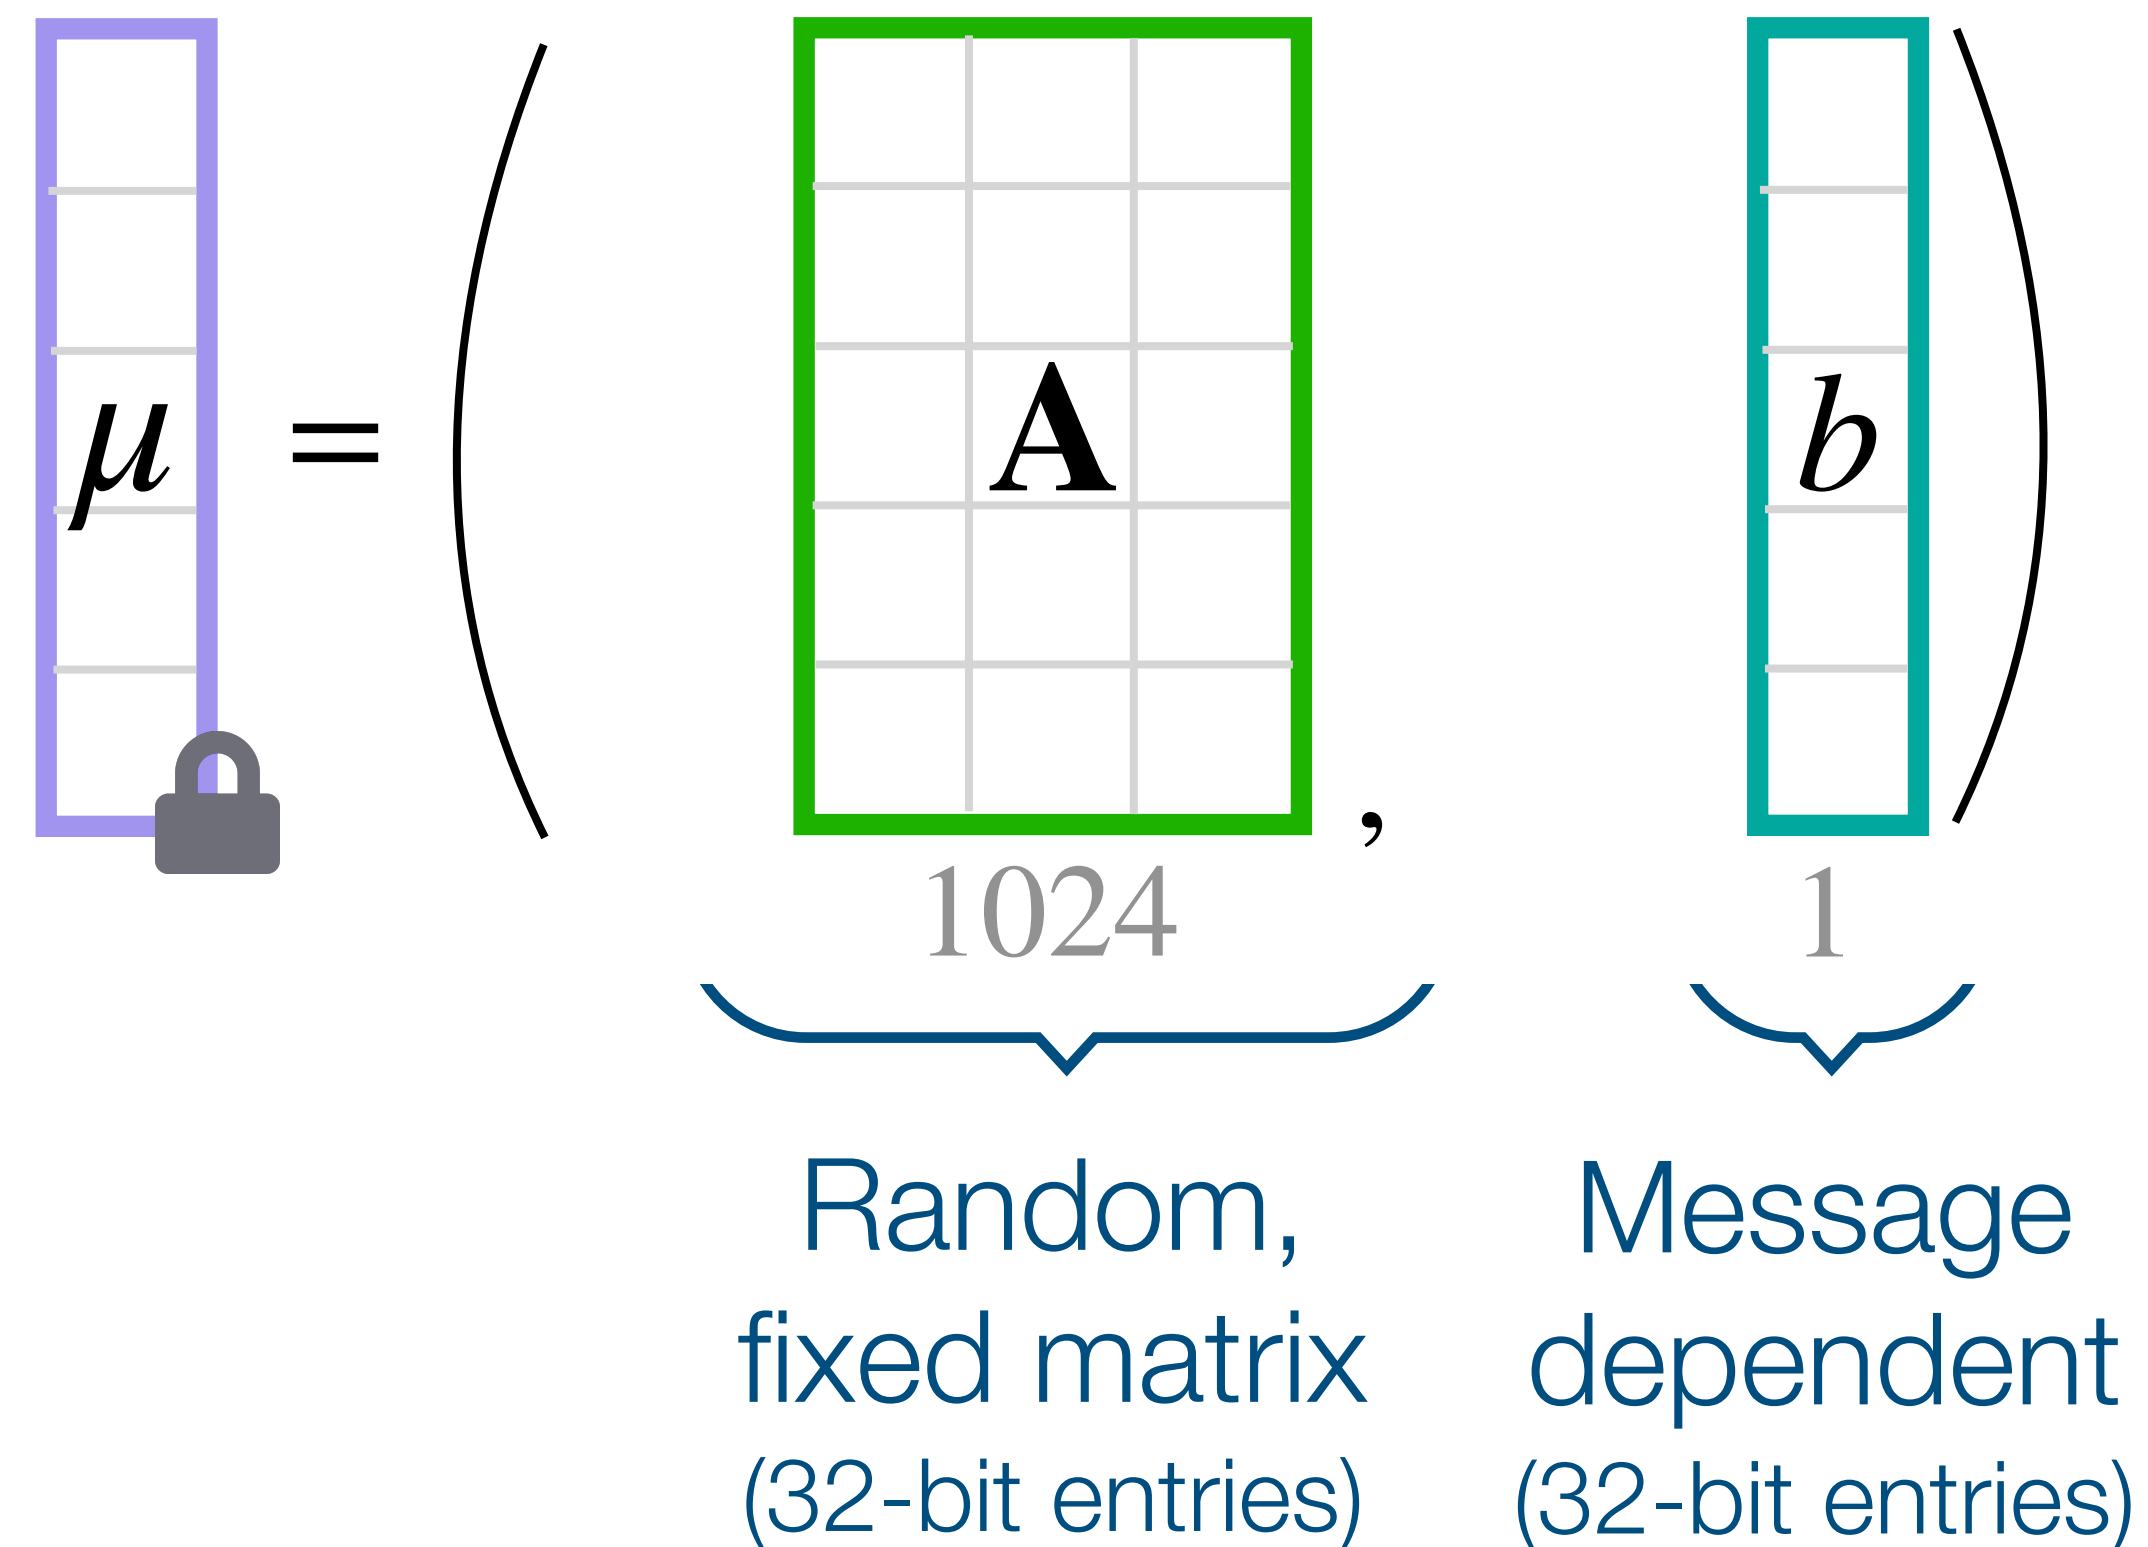 μ = ( A , b )
1024 1
Random, fixed matrix (32-bit entries)
Message dependent (32-bit entries)